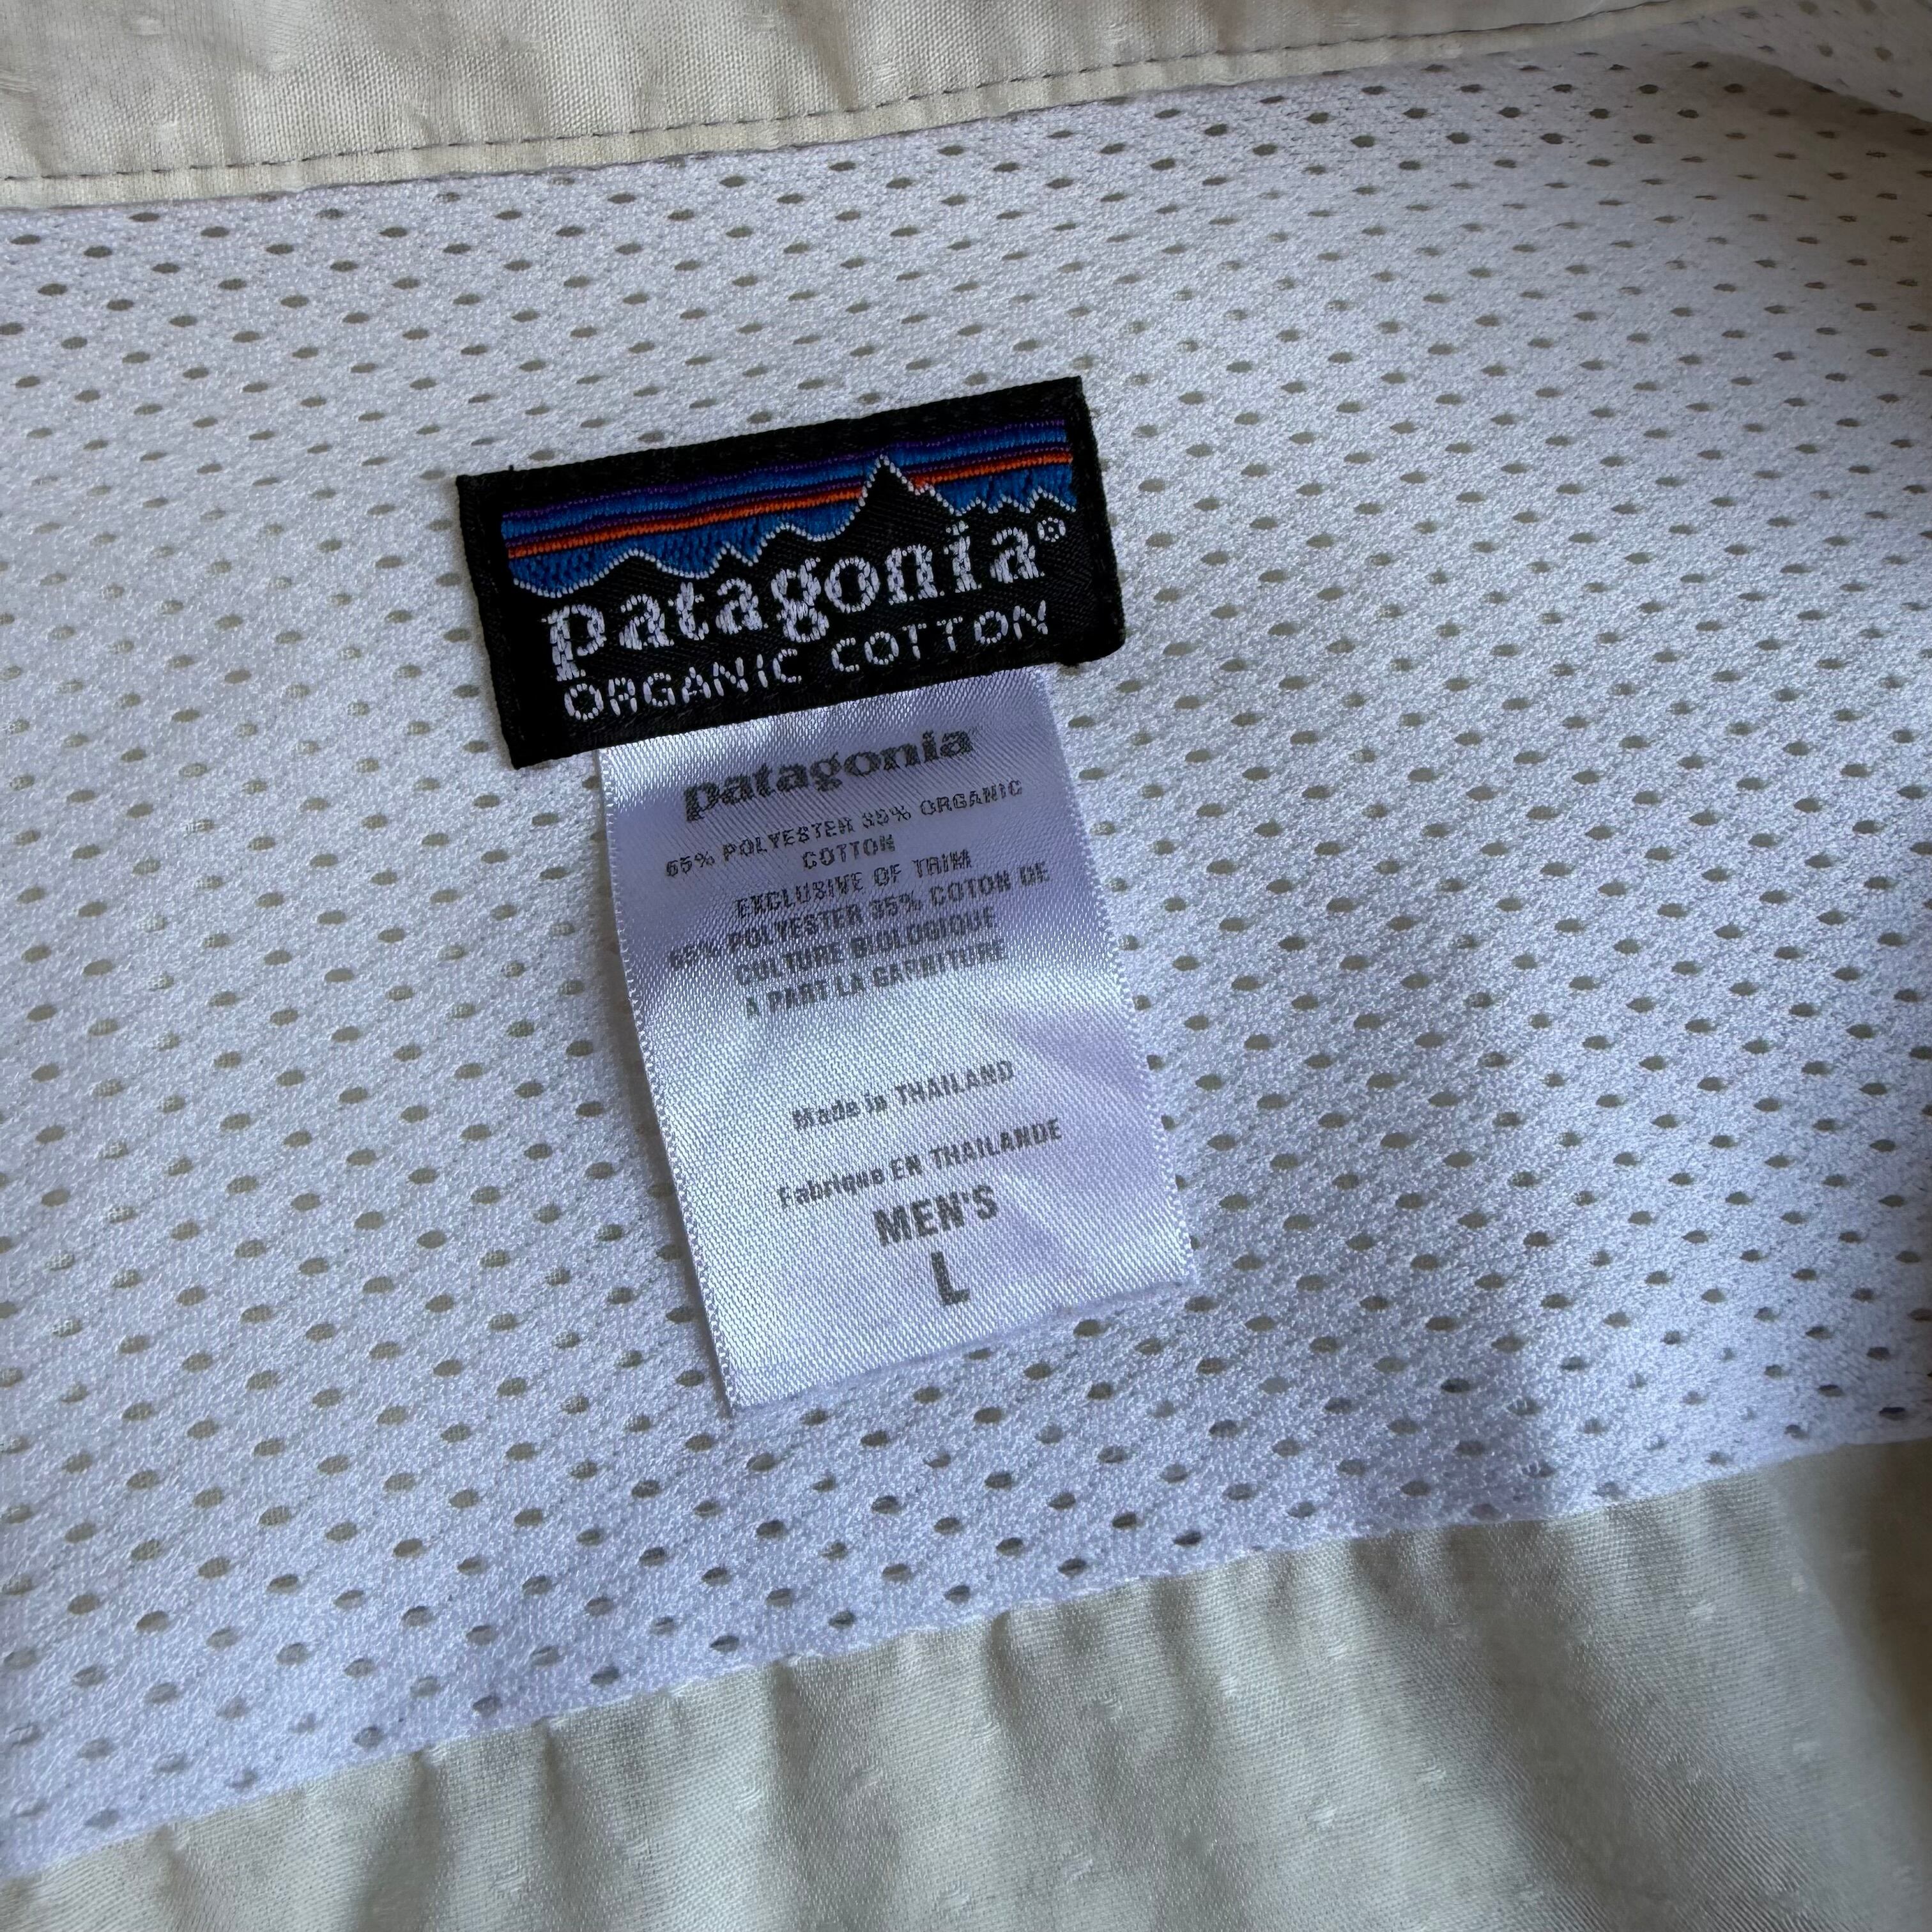 patagonia®
ORGANIC COTTON
patagonia
65% POLYESTER 35% ORGANIC
COTTON
EXCLUSIVE OF TRIM
65% POLYESTER 35% COTON DE
CULTURE BIOLOGIQUE
A PART LA GARNITURE
Made in THAILAND
Fabrique EN THAILANDE
MEN'S
L